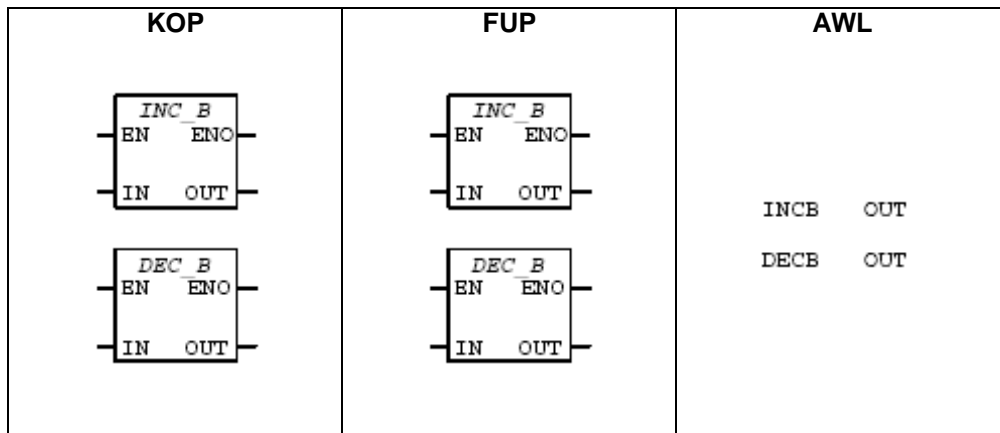 KOP
FUP
AWL
INC_B
EN ENO
IN OUT
DEC_B
EN ENO
IN OUT
INC_B
EN ENO
IN OUT
DEC_B
EN ENO
IN OUT
INCB OUT
DECB OUT